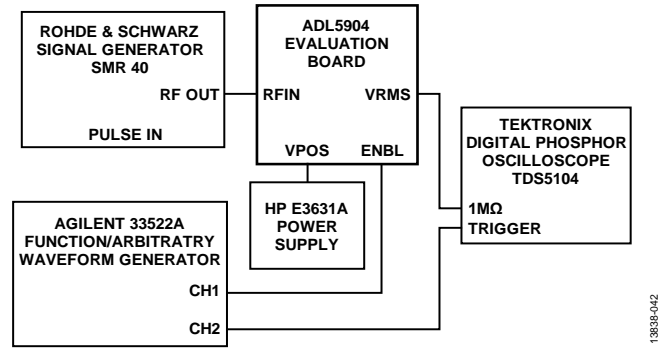 ROHDE & SCHWARZ
SIGNAL GENERATOR
SMR 40
RF OUT
PULSE IN
ADL5904
EVALUATION
BOARD
RFIN
VRMS
VPOS
ENBL
TEKTRONIX
DIGITAL PHOSPHOR
OSCILLOSCOPE
TDS5104
1MΩ
TRIGGER
HP E3631A
POWER
SUPPLY
AGILENT 33522A
FUNCTION/ARBITRATRY
WAVEFORM GENERATOR
CH1
CH2
13838-042